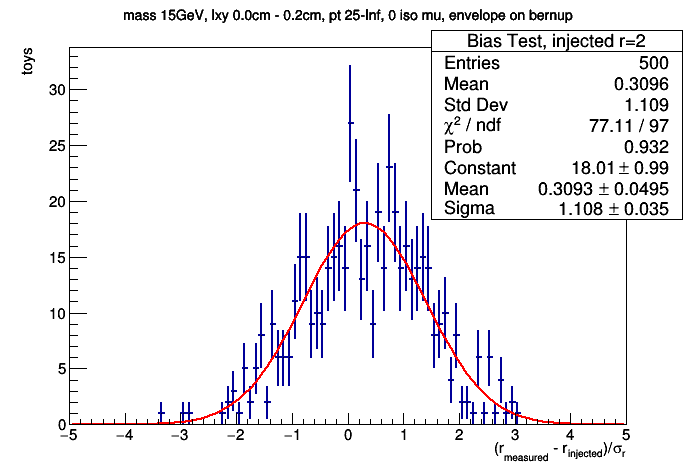 mass 15GeV, lxy 0.0cm - 0.2cm, pt 25-Inf, 0 iso mu, envelope on bernup
Bias Test, injected r=2
Entries 500
Mean 0.3096
Std Dev 1.109
χ² / ndf 77.11 / 97
Prob 0.932
Constant 18.01 ± 0.99
Mean 0.3093 ± 0.0495
Sigma 1.108 ± 0.035
toys
30
25
20
15
10
5
0
−5 −4 −3 −2 −1 0 1 2 3 4 5
(r_measured - r_injected)/σ_r